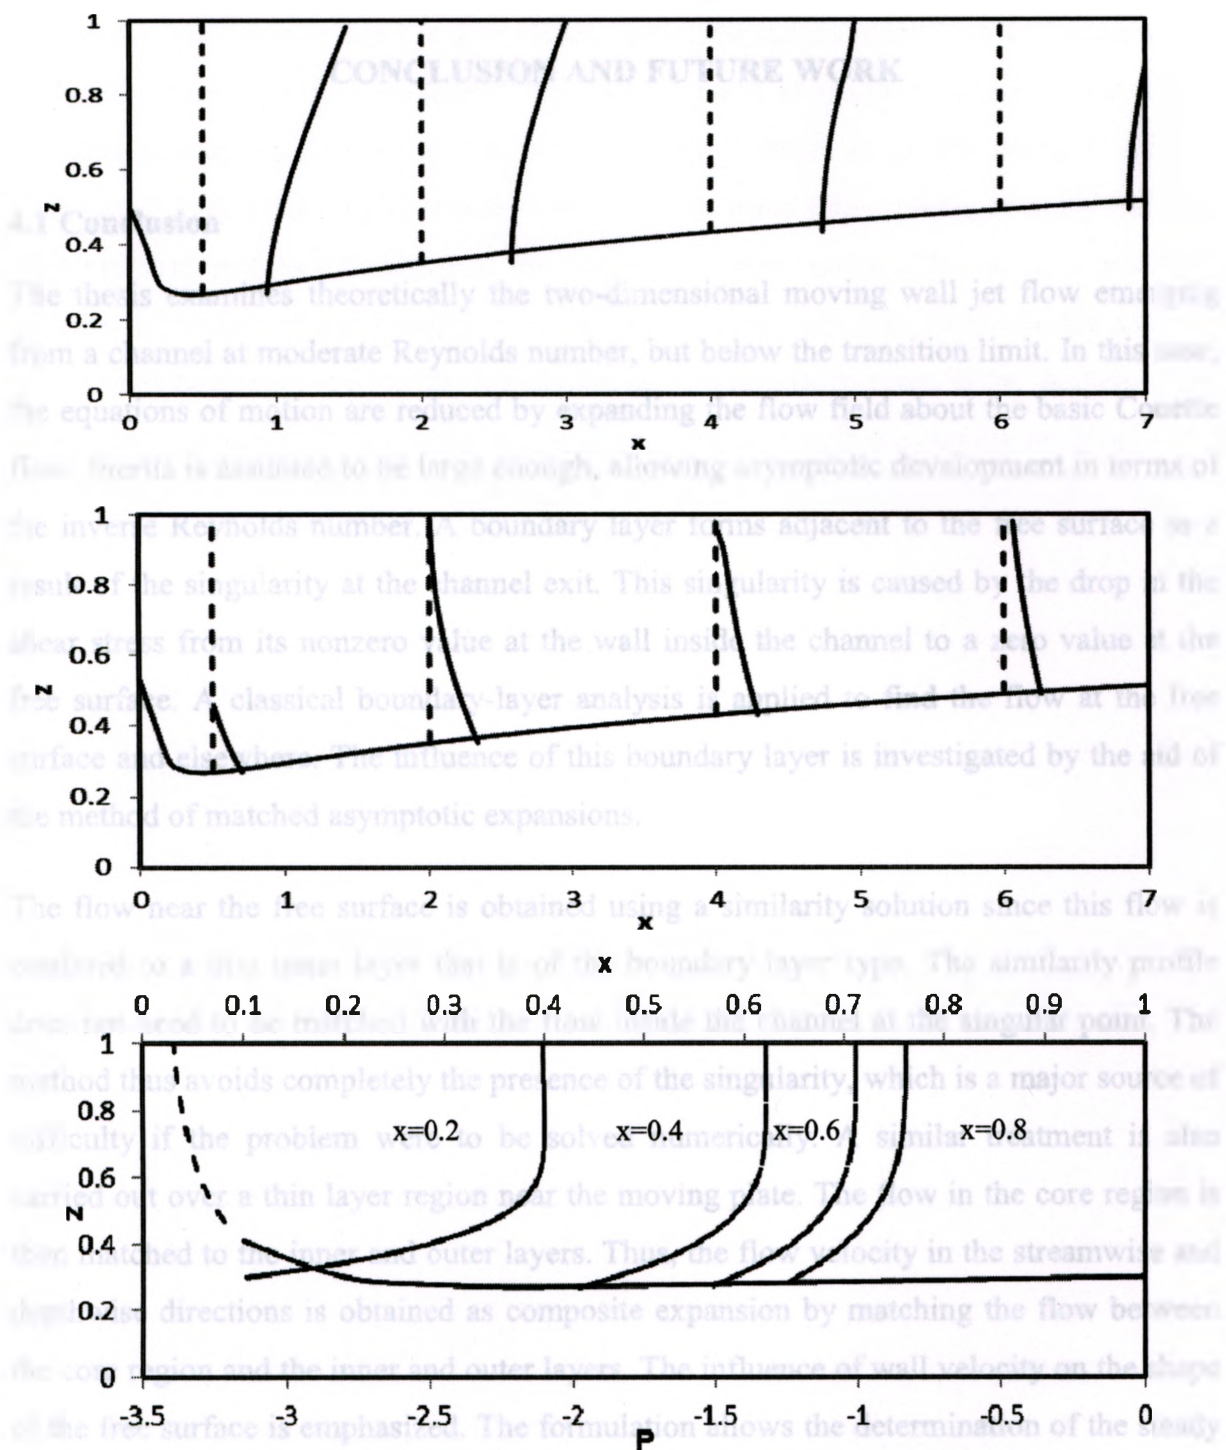 1
CONCLUSION AND FUTURE WORK
0.8
0.6
z
4.1 Conclusion
0.4
The thesis examines theoretically the two-dimensional moving wall jet flow emerging
0.2
from a channel at moderate Reynolds number, but below the transition limit. In this case,
0
0 1 2 3 4 5 6 7
the equations of motion are reduced by expanding the flow field about the basic Couette
x
flow. Inertia is assumed to be large enough, allowing asymptotic development in terms of
1
the inverse Reynolds number. A boundary layer forms adjacent to the free surface as a
0.8
result of the singularity at the channel exit. This singularity is caused by the drop in the
0.6
shear stress from its nonzero value at the wall inside the channel to a zero value at the
z
free surface. A classical boundary-layer analysis is applied to find the flow at the free
0.4
surface and elsewhere. The influence of this boundary layer is investigated by the aid of
0.2
the method of matched asymptotic expansions.
0
0 1 2 3 4 5 6 7
x
The flow near the free surface is obtained using a similarity solution since this flow is
confined to a thin inner layer that is of the boundary layer type. The similarity profile
x
0 0.1 0.2 0.3 0.4 0.5 0.6 0.7 0.8 0.9 1
does not need to be matched with the flow inside the channel at the singular point. The
1
method thus avoids completely the presence of the singularity, which is a major source of
0.8
x=0.2 x=0.4 x=0.6 x=0.8
difficulty if the problem were to be solved numerically. A similar treatment is also
0.6
carried out over a thin layer region near the moving plate. The flow in the core region is
z
0.4
then matched to the inner and outer layers. Thus, the flow velocity in the streamwise and
0.2
depthwise directions is obtained as composite expansion by matching the flow between
the core region and the inner and outer layers. The influence of wall velocity on the shape
0
-3.5 -3 -2.5 -2 -1.5 -1 -0.5 0
of the free surface is emphasized. The formulation allows the determination of the steady
P